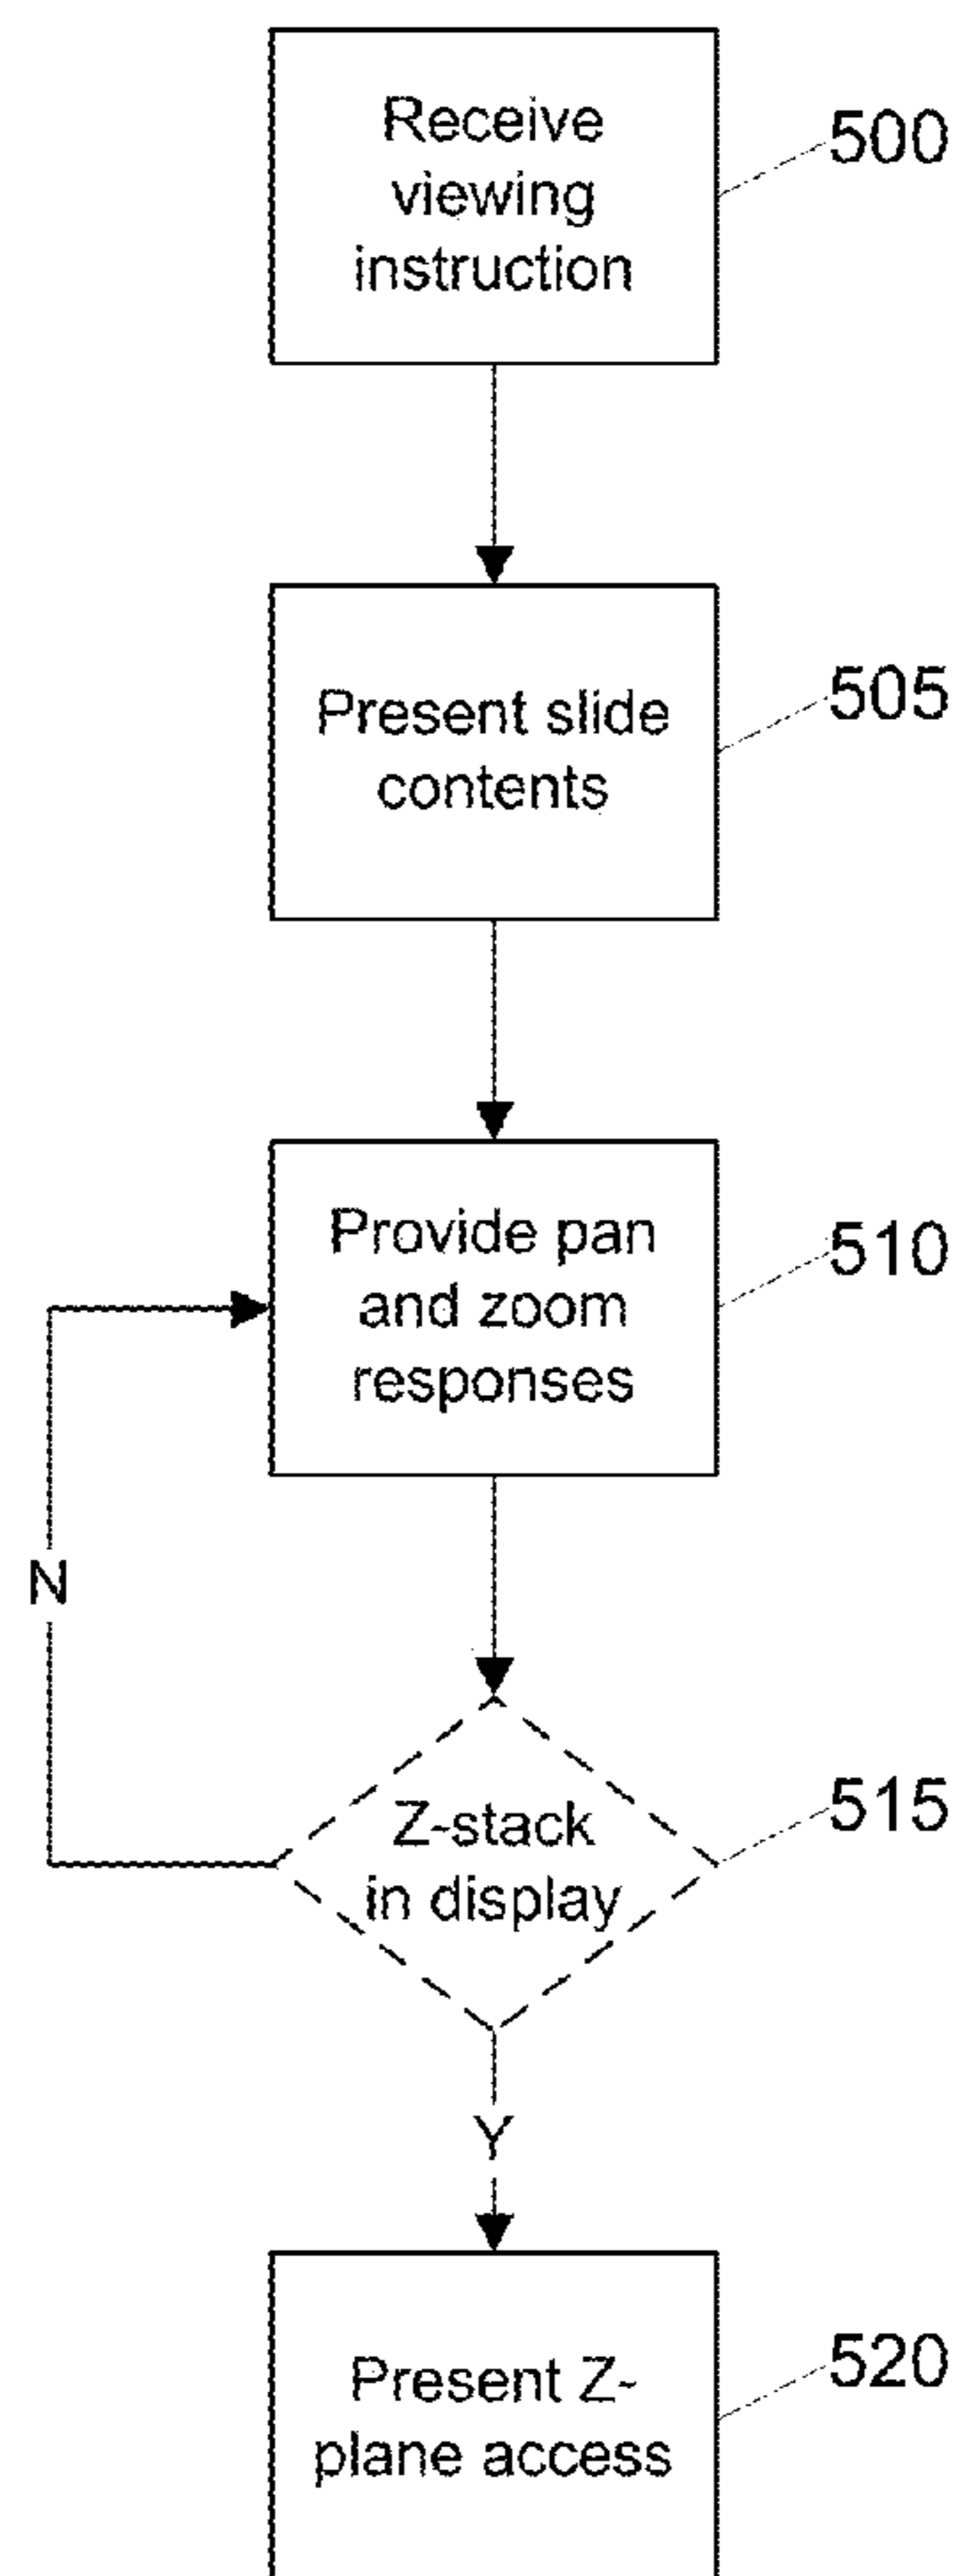 Receive
viewing
instruction
500
Present slide
contents
505
Provide pan
and zoom
responses
510
N
Z-stack
in display
515
Y
Present Z-
plane access
520